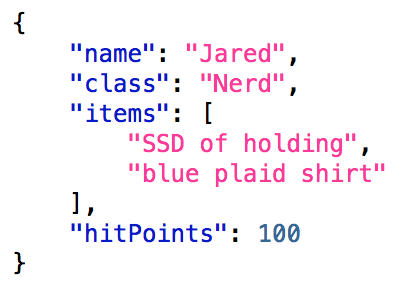 {
    "name": "Jared",
    "class": "Nerd",
    "items": [
        "SSD of holding",
        "blue plaid shirt"
    ],
    "hitPoints": 100
}